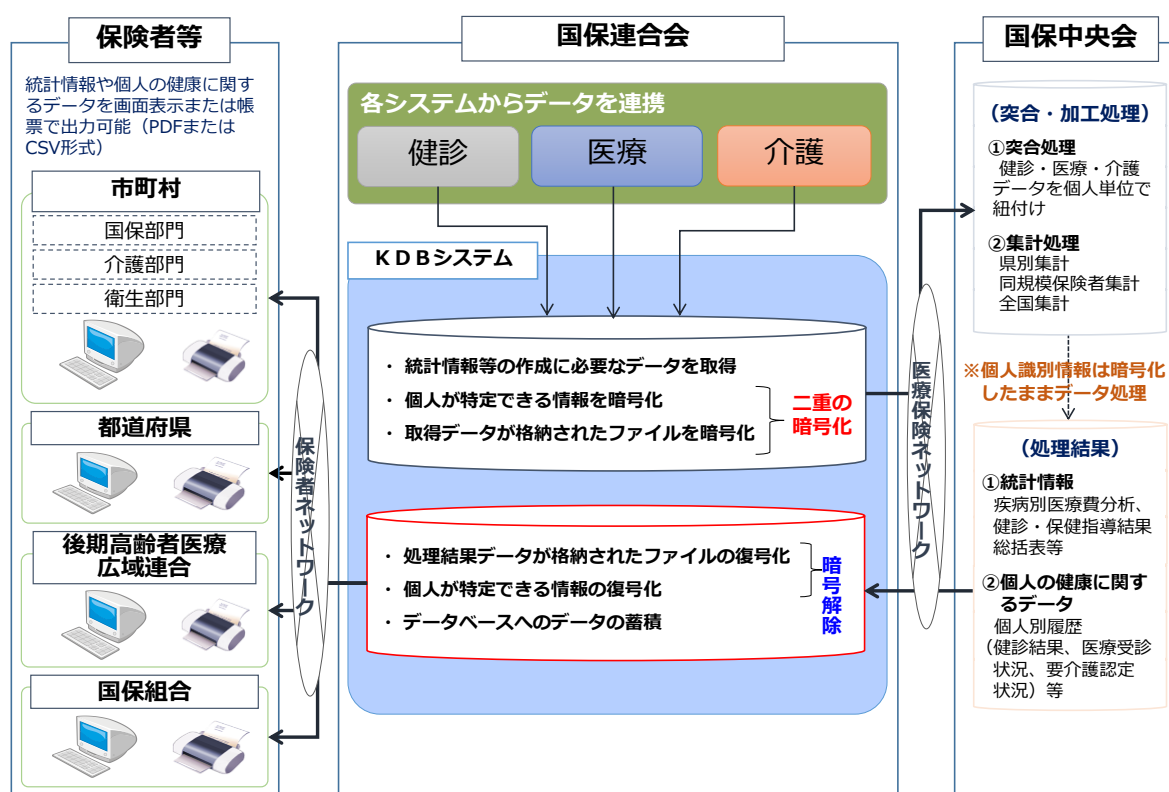 保険者等
統計情報や個人の健康に関す
るデータを画面表示または帳
票で出力可能（PDFまたは
CSV形式）
市町村
国保部門
介護部門
衛生部門
都道府県
後期高齢者医療
広域連合
国保組合
保険者ネットワーク
国保連合会
各システムからデータを連携
健診
医療
介護
ＫＤＢシステム
・ 統計情報等の作成に必要なデータを取得
・ 個人が特定できる情報を暗号化
・ 取得データが格納されたファイルを暗号化
二重の
暗号化
・ 処理結果データが格納されたファイルの復号化
・ 個人が特定できる情報の復号化
・ データベースへのデータの蓄積
暗号解除
医療保険ネットワーク
国保中央会
（突合・加工処理）
①突合処理
健診・医療・介護
データを個人単位で
紐付け
②集計処理
県別集計
同規模保険者集計
全国集計
※個人識別情報は暗号化
したままデータ処理
（処理結果）
①統計情報
疾病別医療費分析、
健診・保健指導結果
総括表等
②個人の健康に関す
るデータ
個人別履歴
（健診結果、医療受診
状況、要介護認定
状況）等